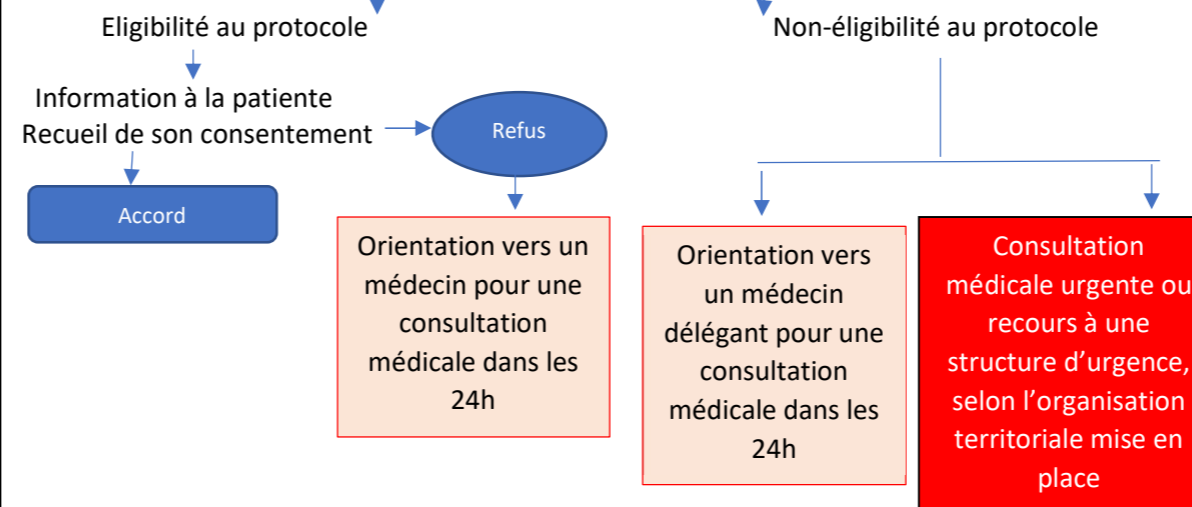 Eligibilité au protocole
Non-éligibilité au protocole
Information à la patiente
Recueil de son consentement
Refus
Accord
Orientation vers un
médecin pour une
consultation
médicale dans les
24h
Orientation vers
un médecin
délégant pour une
consultation
médicale dans les
24h
Consultation
médicale urgente ou
recours à une
structure d’urgence,
selon l’organisation
territoriale mise en
place